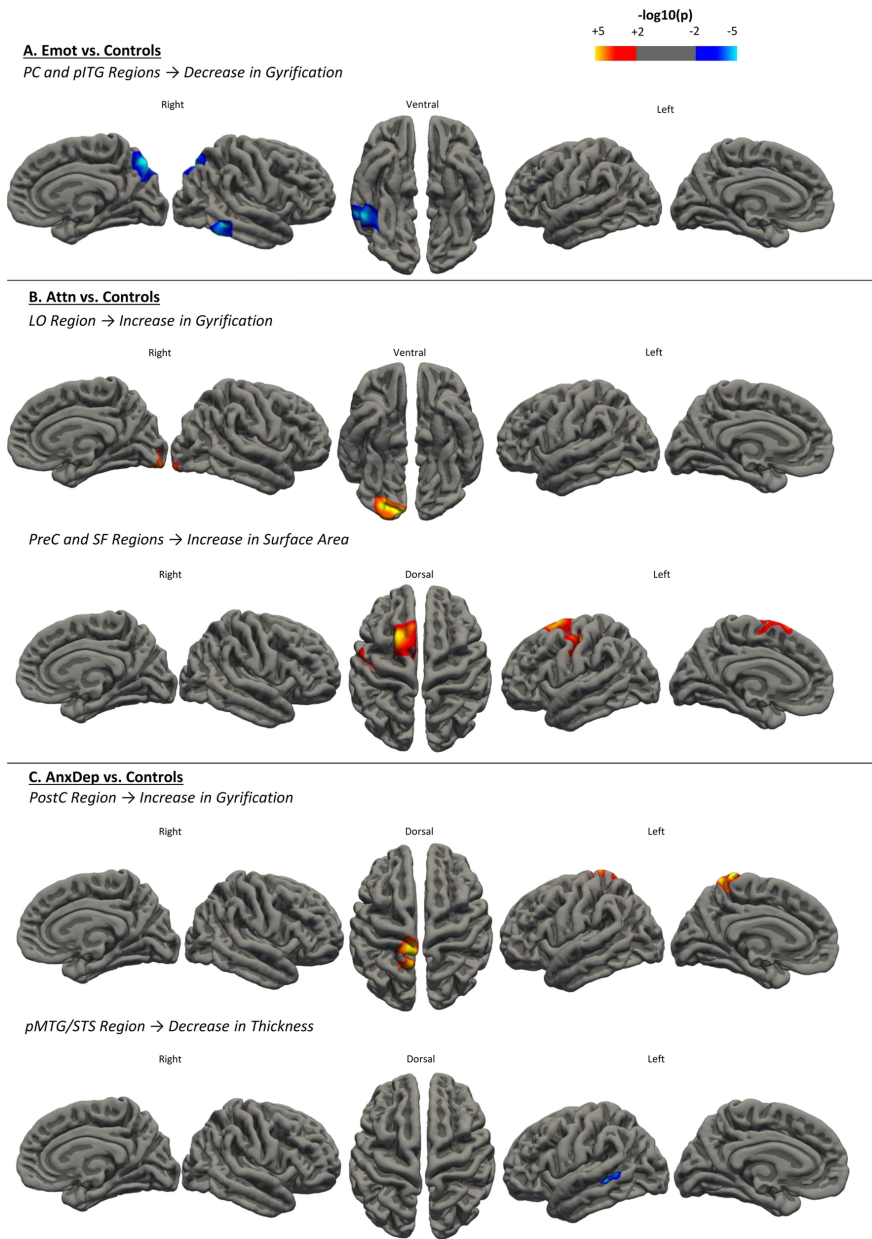 -log10(p)
+5 +2 -2 -5
A. Emot vs. Controls
PC and pITG Regions → Decrease in Gyrification
Right Ventral Left
B. Attn vs. Controls
LO Region → Increase in Gyrification
Right Ventral Left
PreC and SF Regions → Increase in Surface Area
Right Dorsal Left
C. AnxDep vs. Controls
PostC Region → Increase in Gyrification
Right Dorsal Left
pMTG/STS Region → Decrease in Thickness
Right Dorsal Left